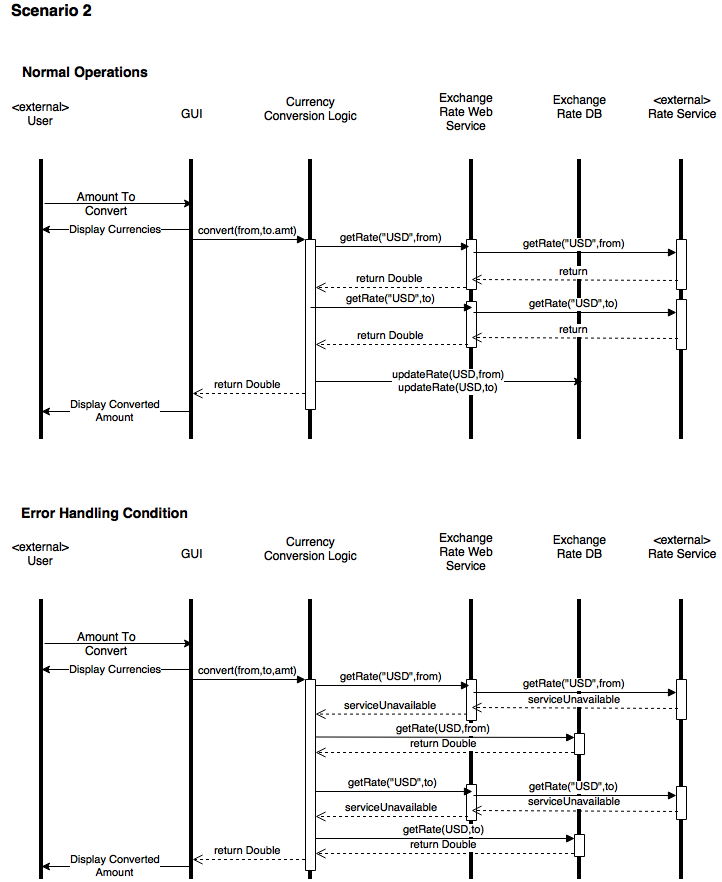 Scenario 2
Normal Operations
<external>
User
GUI
Currency
Conversion Logic
Exchange
Rate Web
Service
Exchange
Rate DB
<external>
Rate Service
Amount To
Convert
Display Currencies
convert(from,to.amt)
getRate("USD",from)
getRate("USD",from)
return
return Double
getRate("USD",to)
getRate("USD",to)
return
return Double
updateRate(USD,from)
updateRate(USD,to)
return Double
Display Converted
Amount
Error Handling Condition
<external>
User
GUI
Currency
Conversion Logic
Exchange
Rate Web
Service
Exchange
Rate DB
<external>
Rate Service
Amount To
Convert
Display Currencies
convert(from,to,amt)
getRate("USD",from)
getRate("USD",from)
serviceUnavailable
serviceUnavailable
getRate(USD,from)
return Double
getRate("USD",to)
getRate("USD",to)
serviceUnavailable
serviceUnavailable
getRate(USD,to)
return Double
return Double
Display Converted
Amount